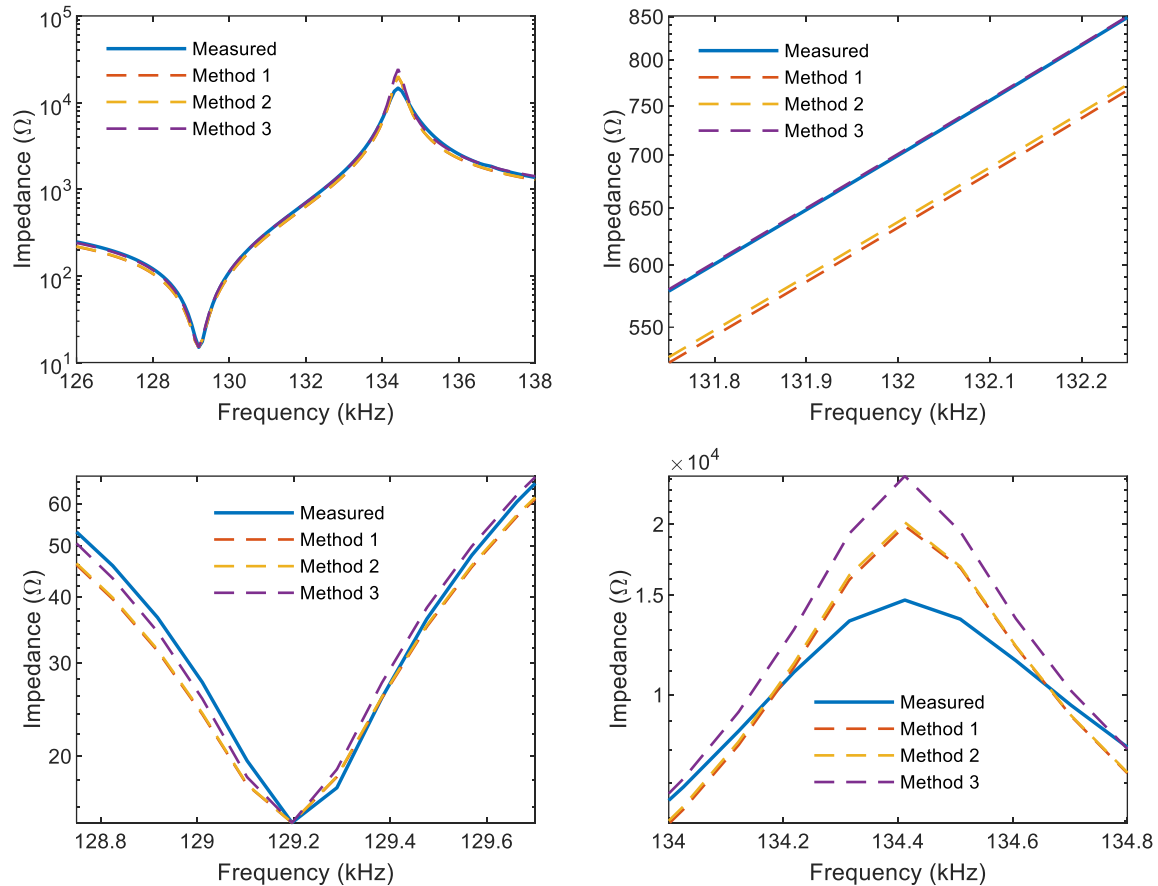 10^5
10^4
10^3
10^2
10^1
Impedance (Ω)
Measured
Method 1
Method 2
Method 3
126 128 130 132 134 136 138
Frequency (kHz)
850
800
750
700
650
600
550
Impedance (Ω)
Measured
Method 1
Method 2
Method 3
131.8 131.9 132 132.1 132.2
Frequency (kHz)
60
50
40
30
20
Impedance (Ω)
Measured
Method 1
Method 2
Method 3
128.8 129 129.2 129.4 129.6
Frequency (kHz)
× 10^4
2
1.5
1
Impedance (Ω)
Measured
Method 1
Method 2
Method 3
134 134.2 134.4 134.6 134.8
Frequency (kHz)